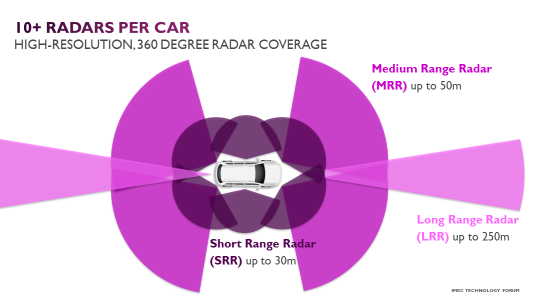 10+ RADARS PER CAR
HIGH-RESOLUTION, 360 DEGREE RADAR COVERAGE
Medium Range Radar
(MRR) up to 50m
Long Range Radar
(LRR) up to 250m
Short Range Radar
(SRR) up to 30m
IMEC TECHNOLOGY FORUM